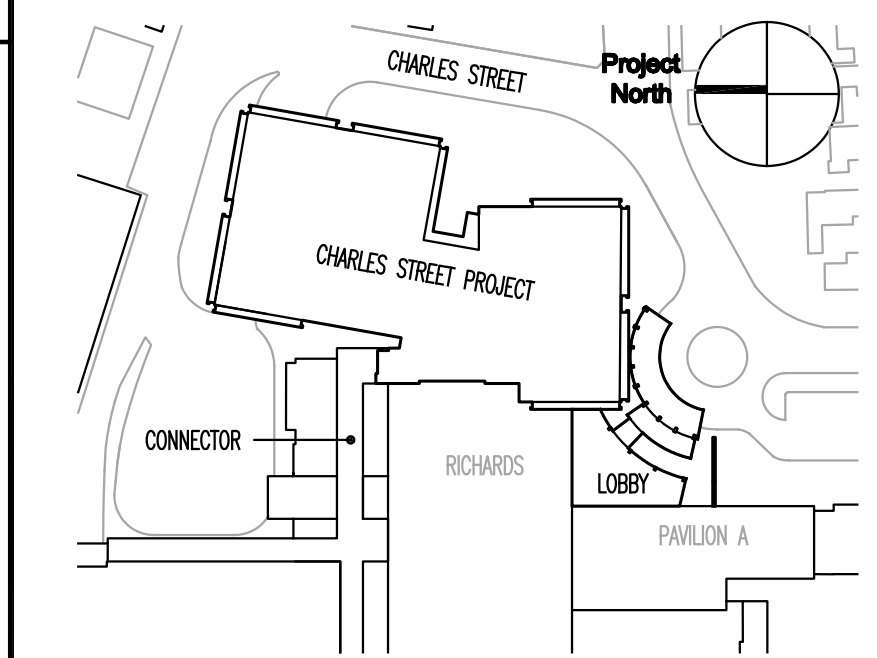 CHARLES STREET
Project
North
CHARLES STREET PROJECT
CONNECTOR
RICHARDS
LOBBY
PAVILION A